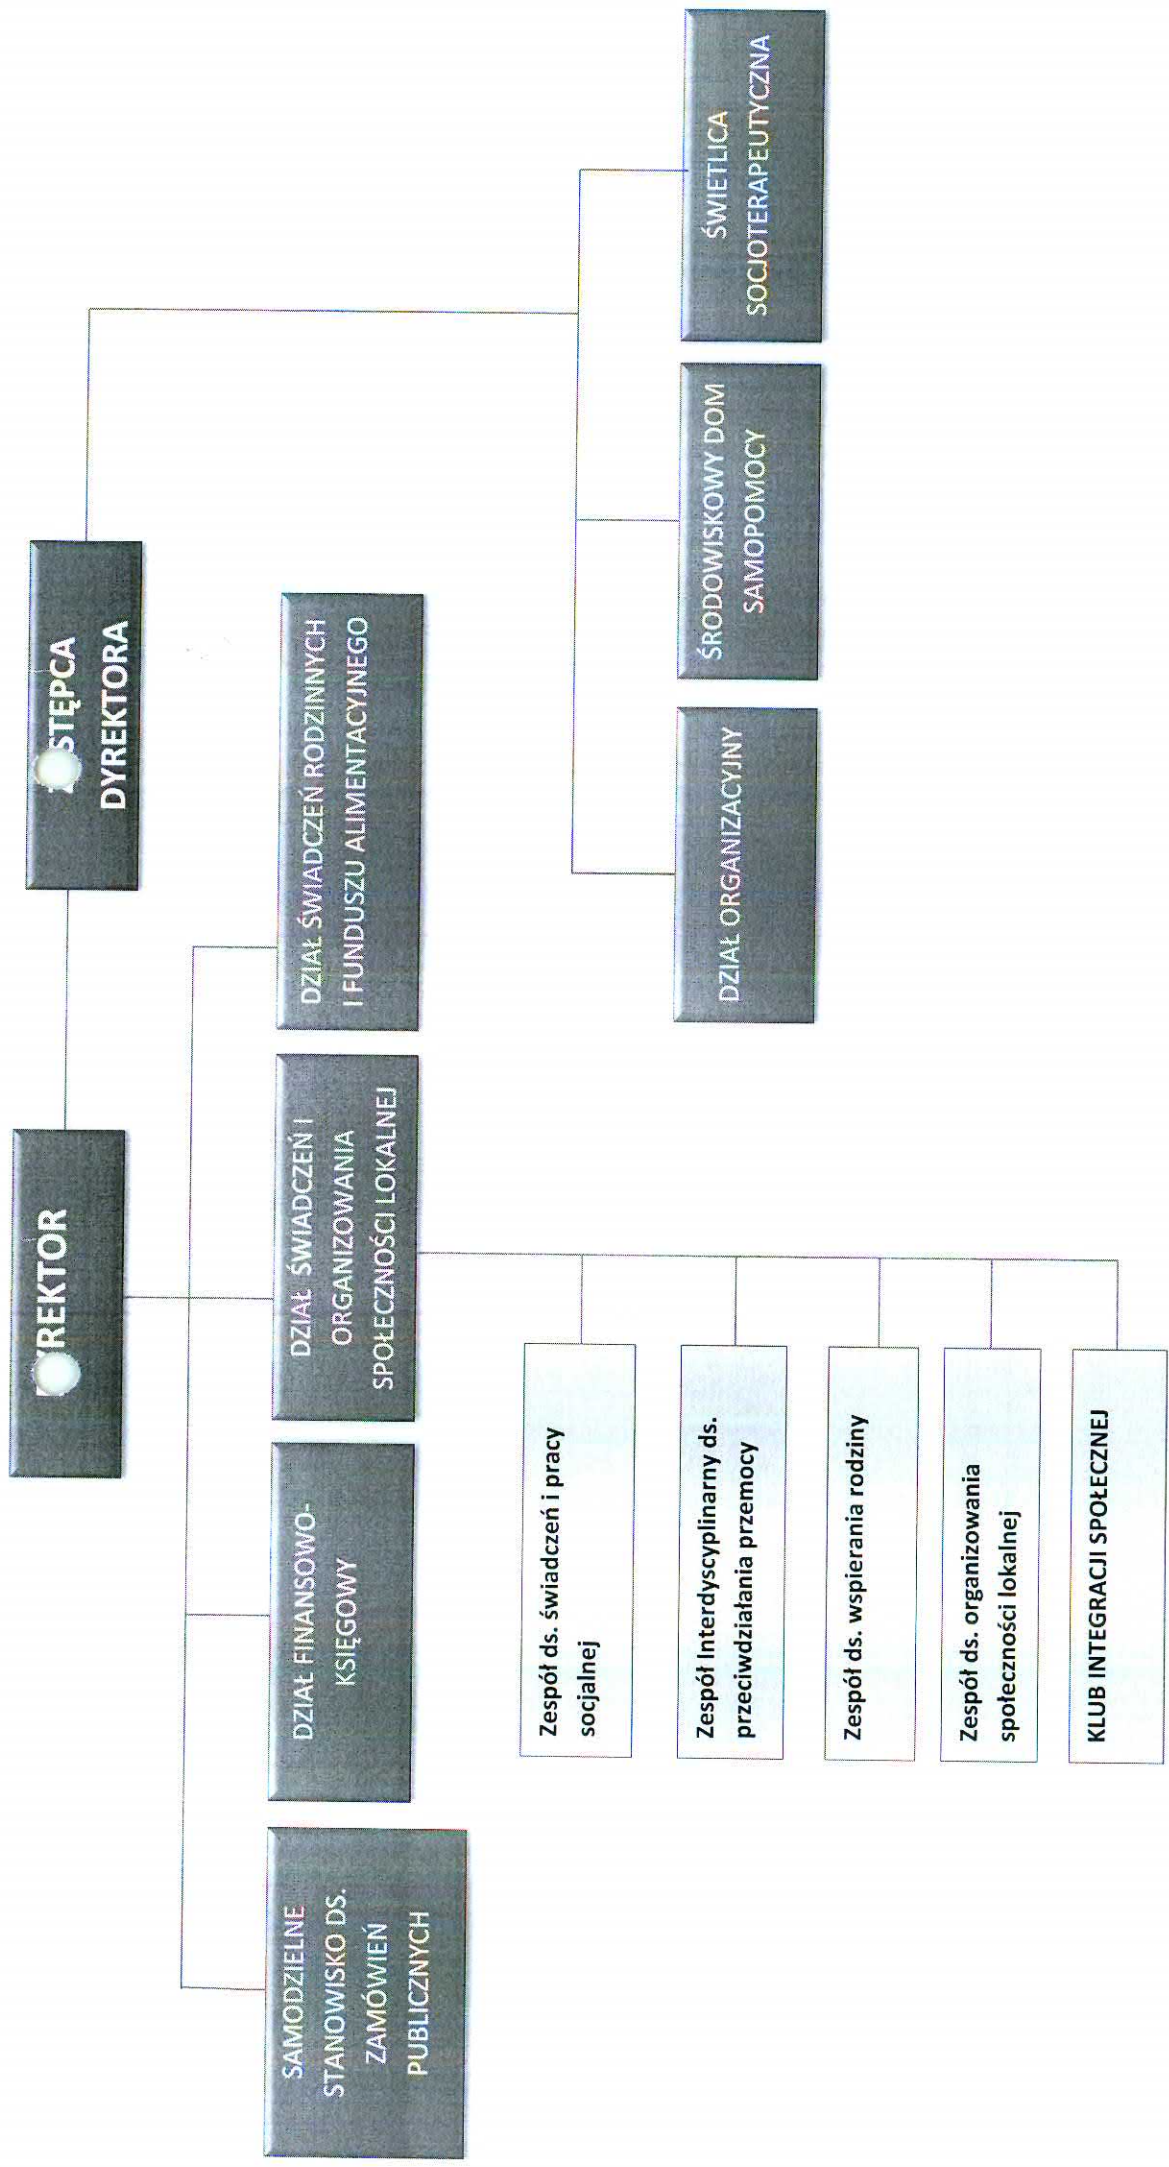 DYREKTOR
ZASTĘPCA
DYREKTORA
SAMODZIELNE
STANOWISKO DS.
ZAMÓWIEŃ
PUBLICZNYCH
DZIAŁ FINANSOWO-
KSIĘGOWY
DZIAŁ ŚWIADCZEŃ I
ORGANIZOWANIA
SPOŁECZNOŚCI LOKALNEJ
DZIAŁ ŚWIADCZEŃ RODZINNYCH
I FUNDUSZU ALIMENTACYJNEGO
Zespół ds. świadczeń i pracy
socjalnej
Zespół Interdyscyplinarny ds.
przeciwdziałania przemocy
Zespół ds. wspierania rodziny
Zespół ds. organizowania
społeczności lokalnej
KLUB INTEGRACJI SPOŁECZNEJ
DZIAŁ ORGANIZACYJNY
ŚRODOWISKOWY DOM
SAMOPOMOCY
ŚWIETLICA
SOCJOTERAPEUTYCZNA